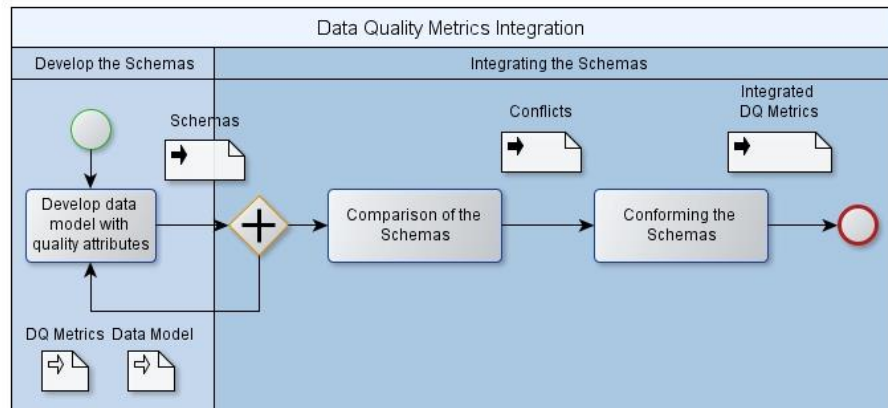 Data Quality Metrics Integration
Develop the Schemas
Integrating the Schemas
Schemas
Conflicts
Integrated
DQ Metrics
Develop data
model with
quality attributes
Comparison of the
Schemas
Conforming the
Schemas
DQ Metrics
Data Model